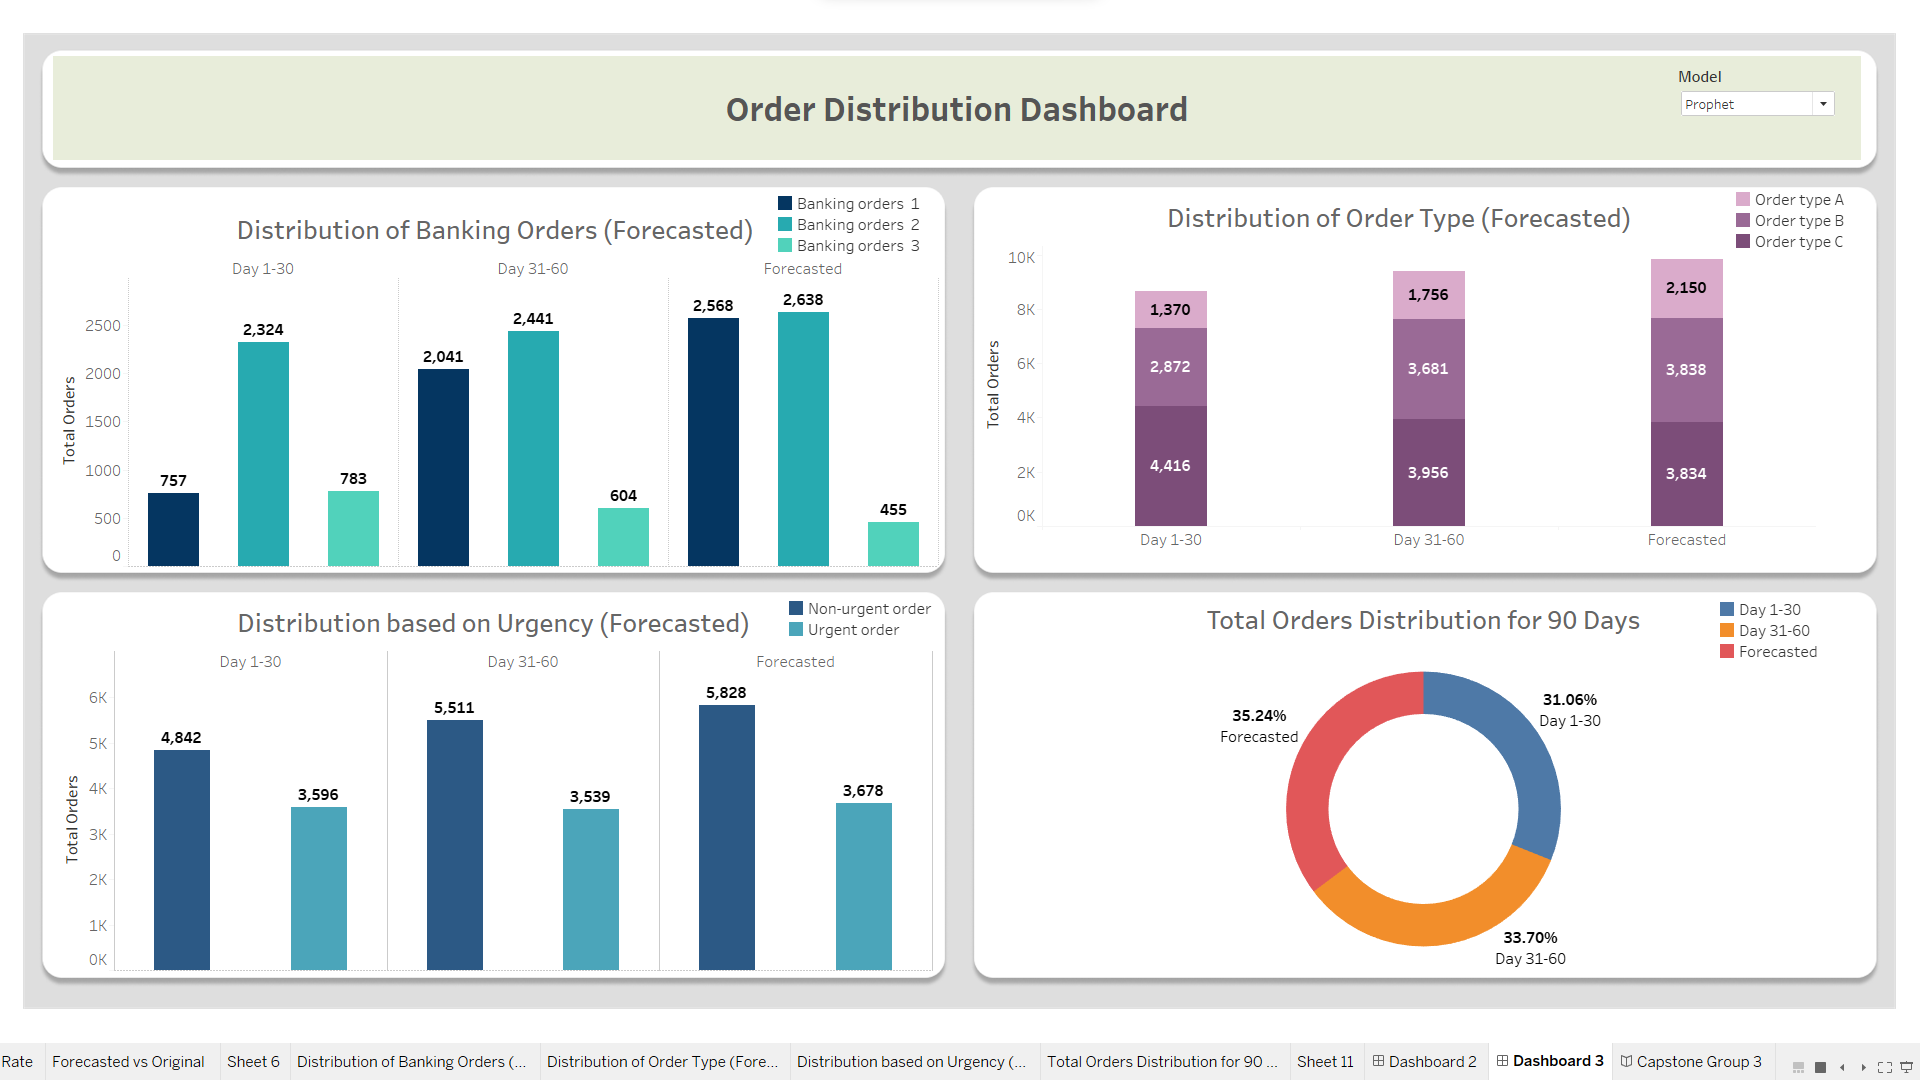 Order Distribution Dashboard
Model
Prophet
Distribution of Banking Orders (Forecasted)
Banking orders 1
Banking orders 2
Banking orders 3
Day 1-30
Day 31-60
Forecasted
Total Orders
2500
2000
1500
1000
500
0
757
2,324
783
2,041
2,441
604
2,568
2,638
455
Distribution of Order Type (Forecasted)
Order type A
Order type B
Order type C
Total Orders
10K
8K
6K
4K
2K
0K
1,370
2,872
4,416
1,756
3,681
3,956
2,150
3,838
3,834
Day 1-30
Day 31-60
Forecasted
Distribution based on Urgency (Forecasted)
Non-urgent order
Urgent order
Day 1-30
Day 31-60
Forecasted
Total Orders
6K
5K
4K
3K
2K
1K
0K
4,842
3,596
5,511
3,539
5,828
3,678
Total Orders Distribution for 90 Days
Day 1-30
Day 31-60
Forecasted
31.06%
Day 1-30
35.24%
Forecasted
33.70%
Day 31-60
Rate
Forecasted vs Original
Sheet 6
Distribution of Banking Orders (...
Distribution of Order Type (Fore...
Distribution based on Urgency (...
Total Orders Distribution for 90 ...
Sheet 11
Dashboard 2
Dashboard 3
Capstone Group 3